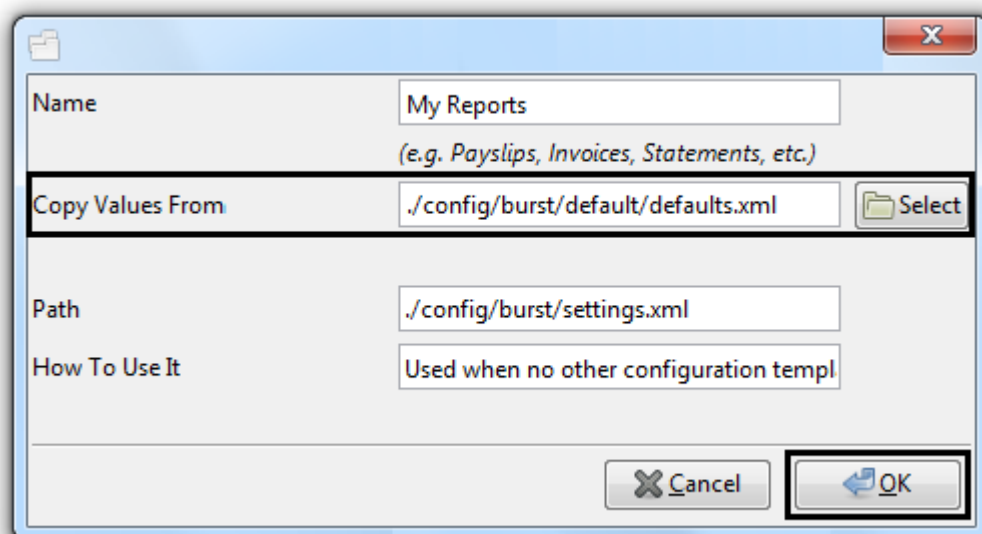 Name My Reports
(e.g. Payslips, Invoices, Statements, etc.)
Copy Values From ./config/burst/default/defaults.xml Select
Path ./config/burst/settings.xml
How To Use It Used when no other configuration templ
Cancel OK